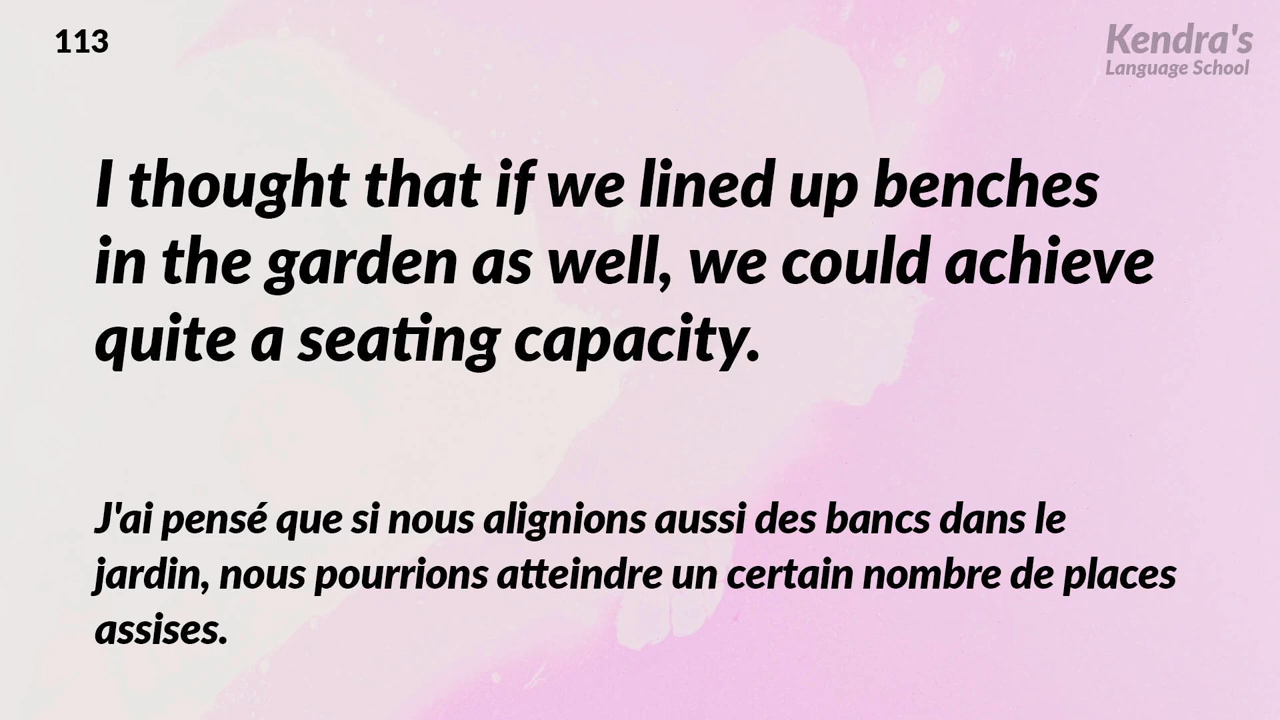 113
Kendra's
Language School
I thought that if we lined up benches
in the garden as well, we could achieve
quite a seating capacity.
J'ai pensé que si nous alignions aussi des bancs dans le
jardin, nous pourrions atteindre un certain nombre de places
assises.